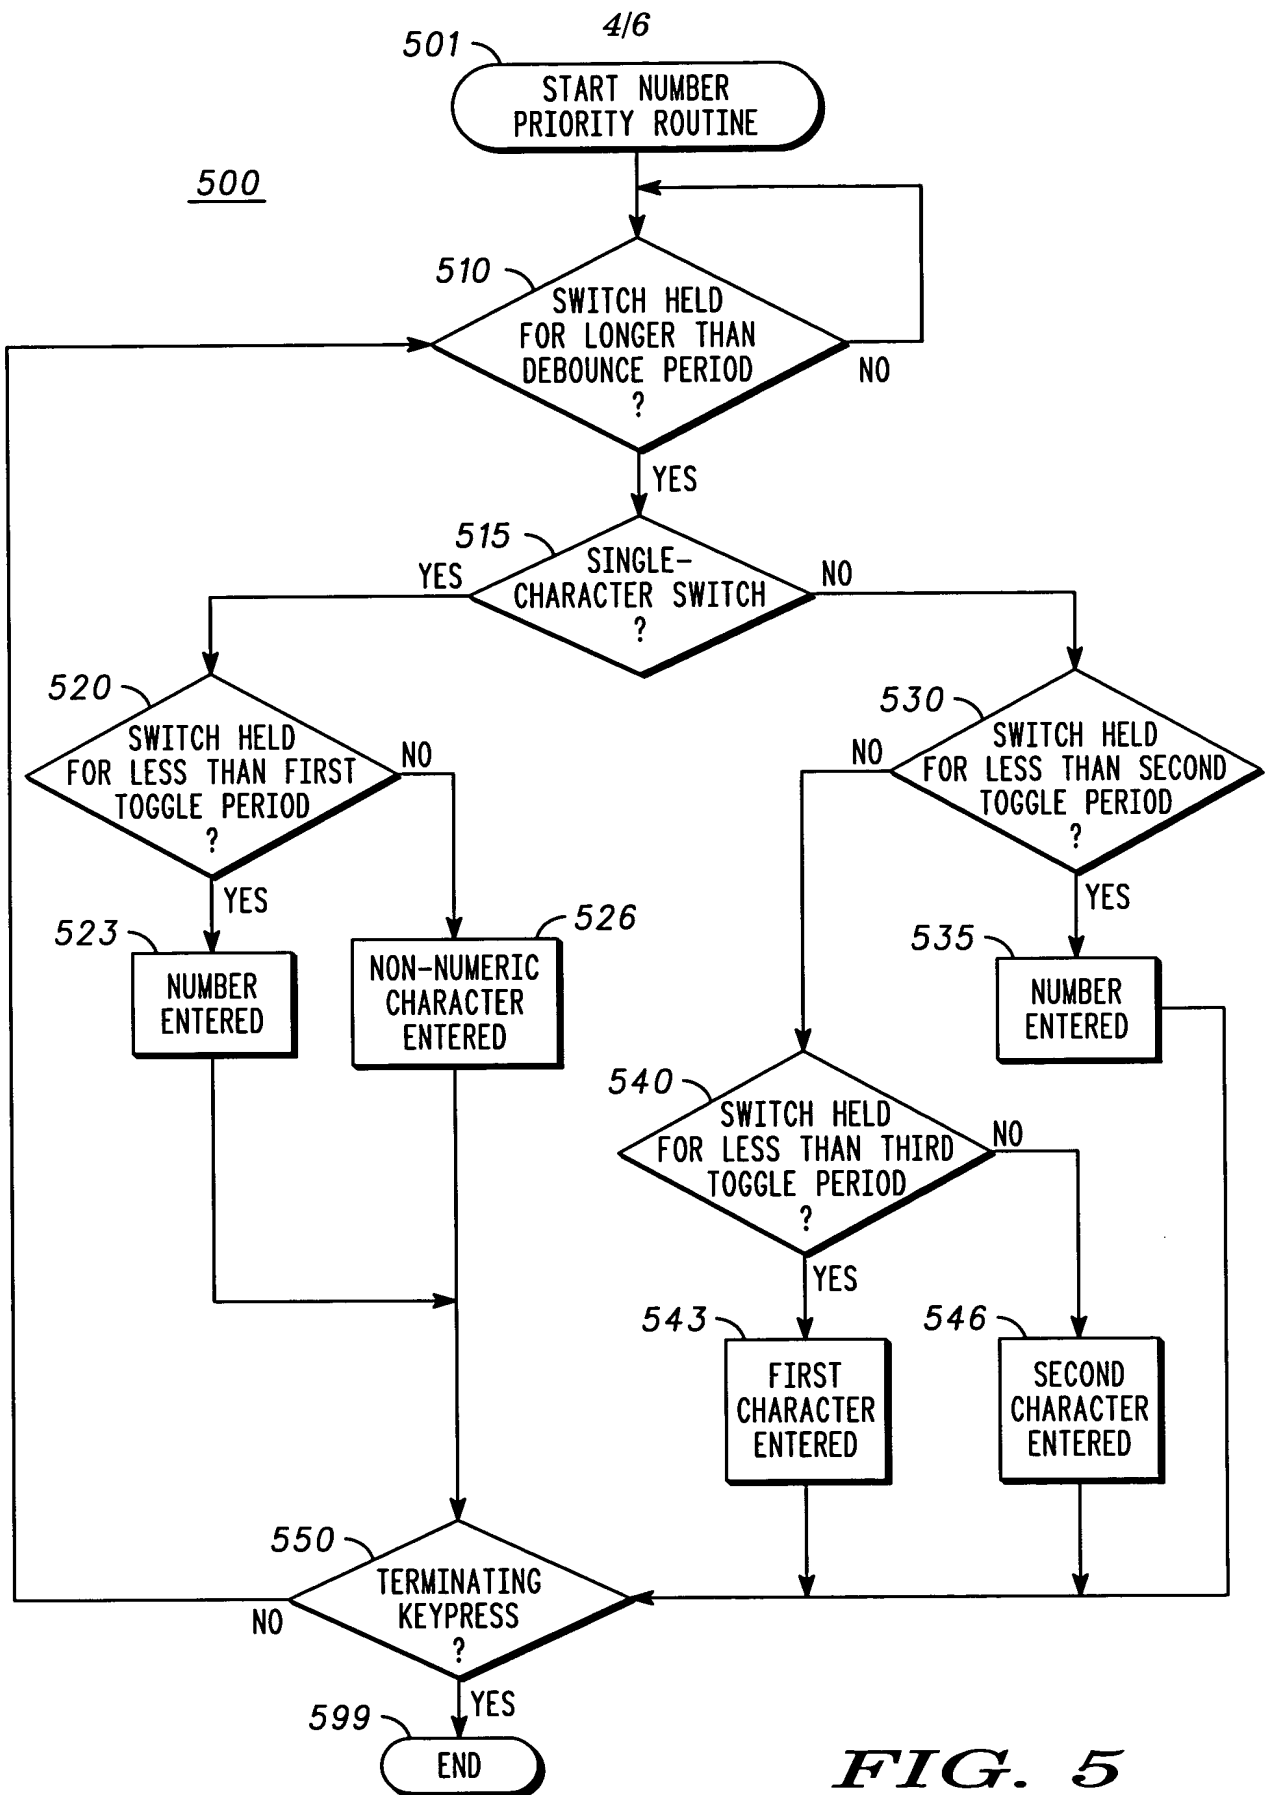 4/6
501
START NUMBER
PRIORITY ROUTINE
500
510
SWITCH HELD
FOR LONGER THAN
DEBOUNCE PERIOD
?
NO
YES
515
SINGLE-
CHARACTER SWITCH
?
YES
NO
520
SWITCH HELD
FOR LESS THAN FIRST
TOGGLE PERIOD
?
NO
YES
530
SWITCH HELD
FOR LESS THAN SECOND
TOGGLE PERIOD
?
NO
YES
523
NUMBER
ENTERED
526
NON-NUMERIC
CHARACTER
ENTERED
535
NUMBER
ENTERED
540
SWITCH HELD
FOR LESS THAN THIRD
TOGGLE PERIOD
?
NO
YES
543
FIRST
CHARACTER
ENTERED
546
SECOND
CHARACTER
ENTERED
550
TERMINATING
KEYPRESS
?
NO
YES
599
END
FIG. 5